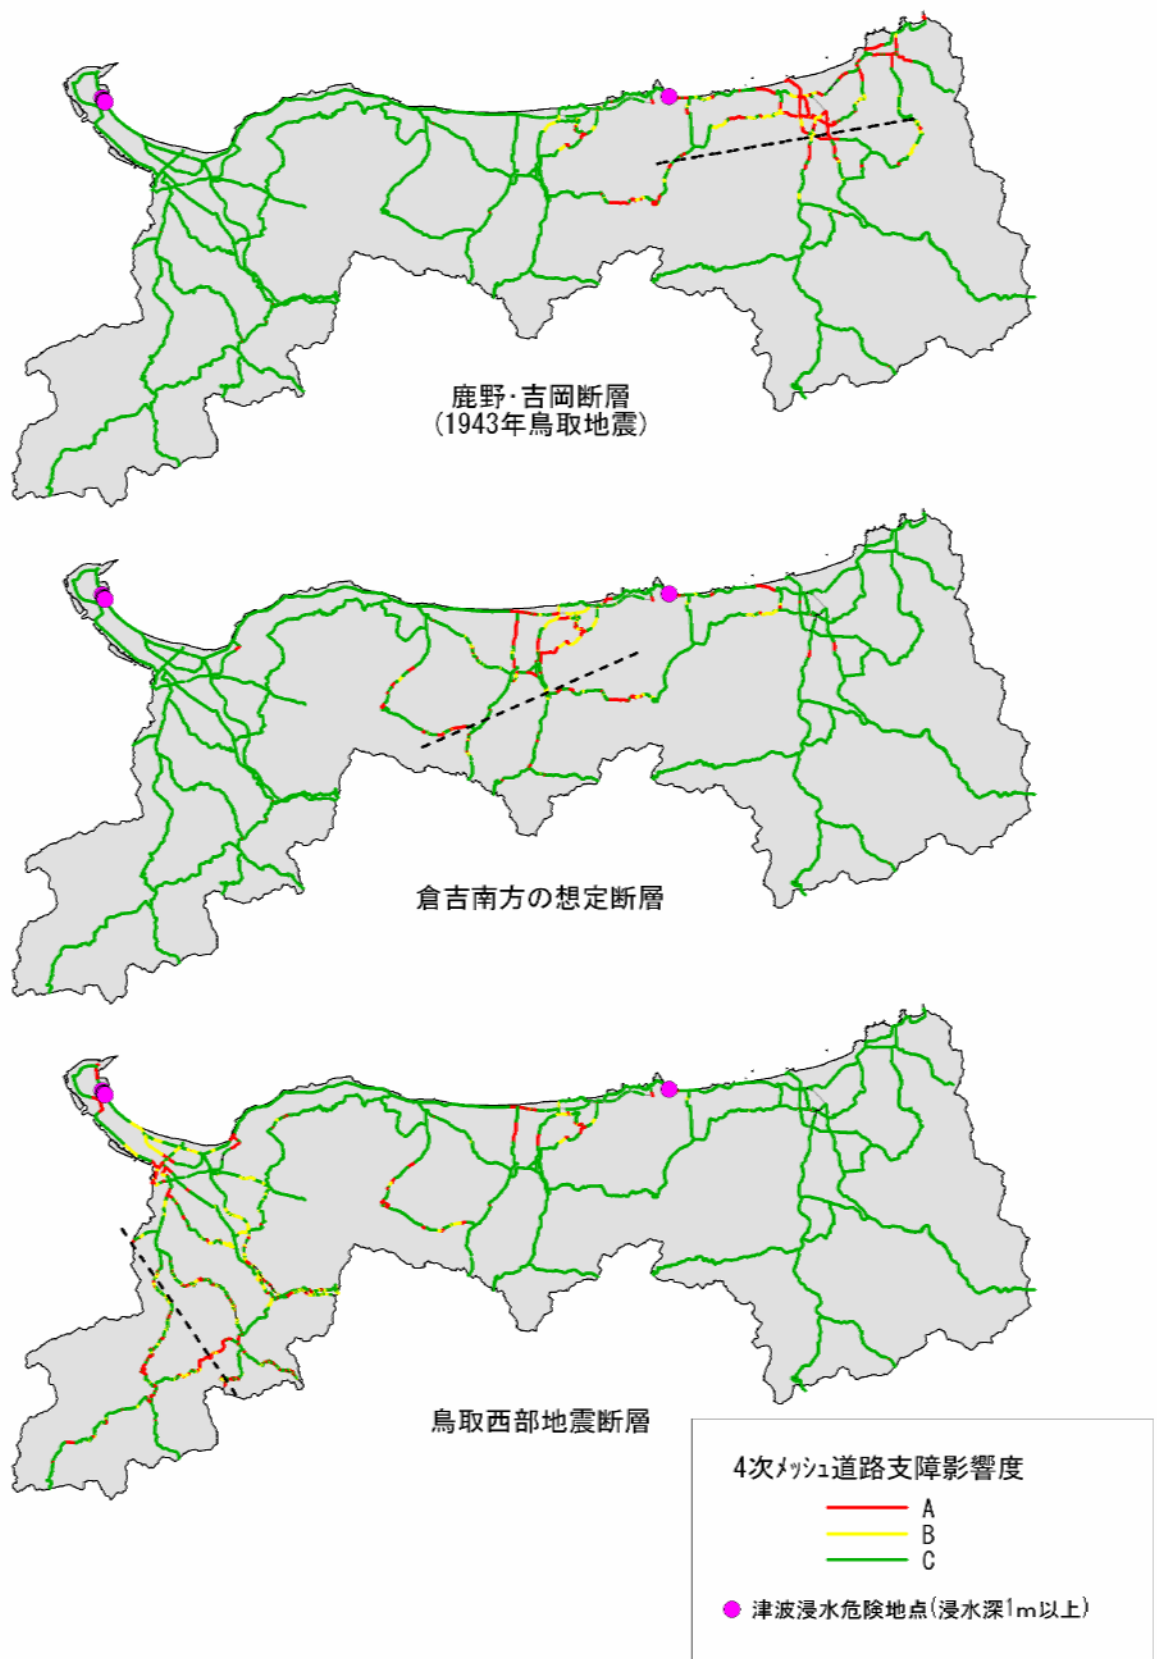 鹿野・吉岡断層
(1943年鳥取地震)
倉吉南方の想定断層
鳥取西部地震断層
4次ﾒｯｼｭ道路支障影響度
A
B
C
津波浸水危険地点(浸水深1m以上)